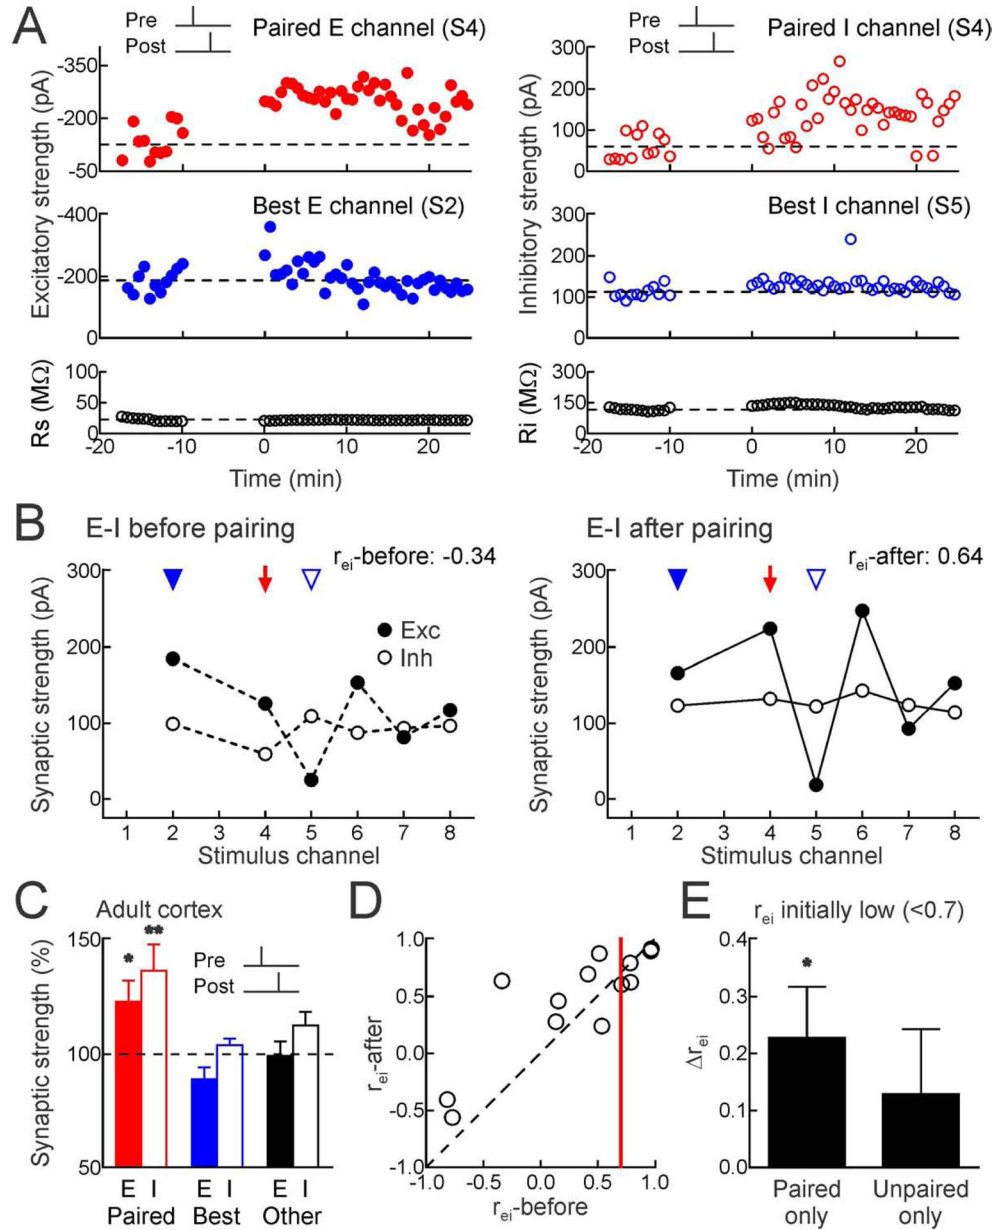 A
Pre
Post
Paired E channel (S4)
Excitatory strength (pA)
-350
-200
-50
Best E channel (S2)
-400
-200
0
Rs (MΩ)
100
50
0
-20 -10 0 10 20
Time (min)
Pre
Post
Paired I channel (S4)
Inhibitory strength (pA)
300
200
100
0
Best I channel (S5)
300
200
100
0
Ri (MΩ)
300
150
0
-20 -10 0 10 20
Time (min)
B
E-I before pairing
rei-before: -0.34
Synaptic strength (pA)
300
200
100
0
Exc
Inh
1 2 3 4 5 6 7 8
Stimulus channel
E-I after pairing
rei-after: 0.64
Synaptic strength (pA)
300
200
100
0
1 2 3 4 5 6 7 8
Stimulus channel
C
Adult cortex
Synaptic strength (%)
150
100
50
* **
Pre
Post
E I E I E I
Paired Best Other
D
rei-after
1.0
0.5
0.0
-0.5
-1.0
-1.0 -0.5 0.0 0.5 1.0
rei-before
E
rei initially low (<0.7)
Δrei
0.4
0.3
0.2
0.1
0.0
*
Paired only
Unpaired only